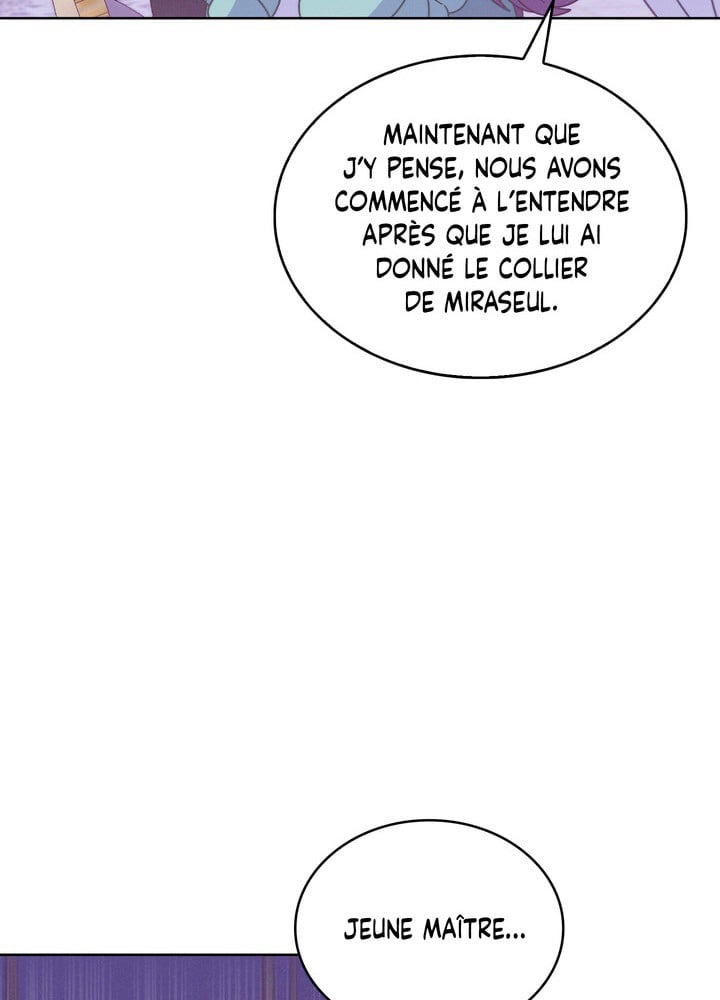 MAINTENANT QUE
J'Y PENSE, NOUS AVONS
COMMENCÉ À L'ENTENDRE
APRÈS QUE JE LUI AI
DONNÉ LE COLLIER
DE MIRASEUL.
JEUNE MAÎTRE...